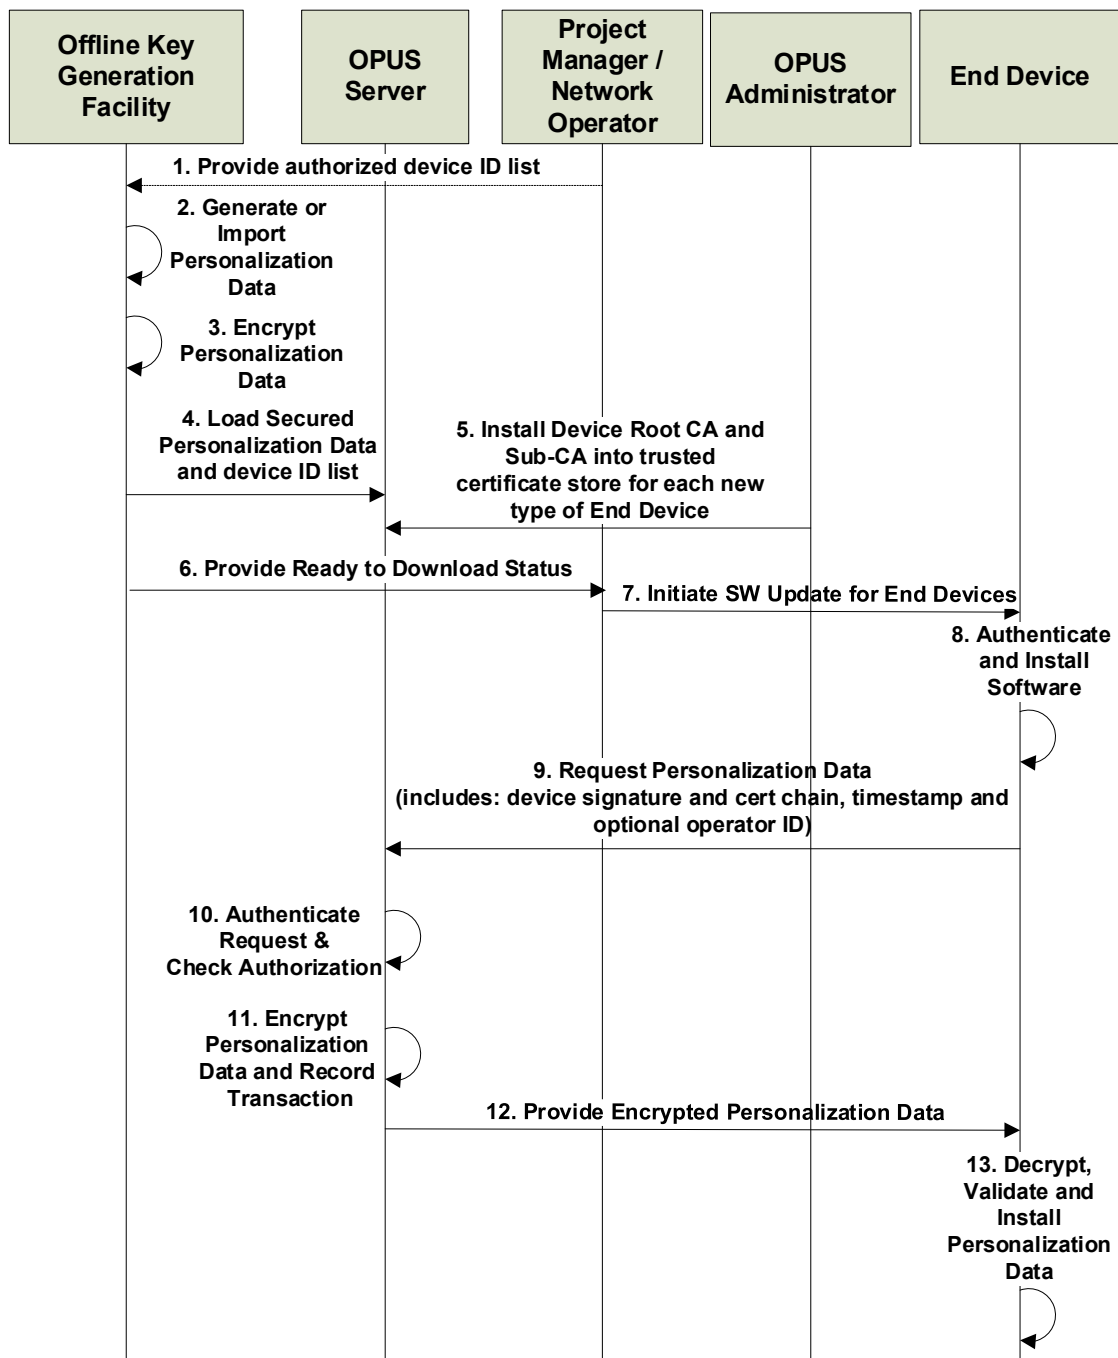 Offline Key
Generation
Facility
OPUS
Server
Project
Manager /
Network
Operator
OPUS
Administrator
End Device
1. Provide authorized device ID list
2. Generate or
Import
Personalization
Data
3. Encrypt
Personalization
Data
4. Load Secured
Personalization Data
and device ID list
5. Install Device Root CA and
Sub-CA into trusted
certificate store for each new
type of End Device
6. Provide Ready to Download Status
7. Initiate SW Update for End Devices
8. Authenticate
and Install
Software
9. Request Personalization Data
(includes: device signature and cert chain, timestamp and
optional operator ID)
10. Authenticate
Request &
Check Authorization
11. Encrypt
Personalization
Data and Record
Transaction
12. Provide Encrypted Personalization Data
13. Decrypt,
Validate and
Install
Personalization
Data